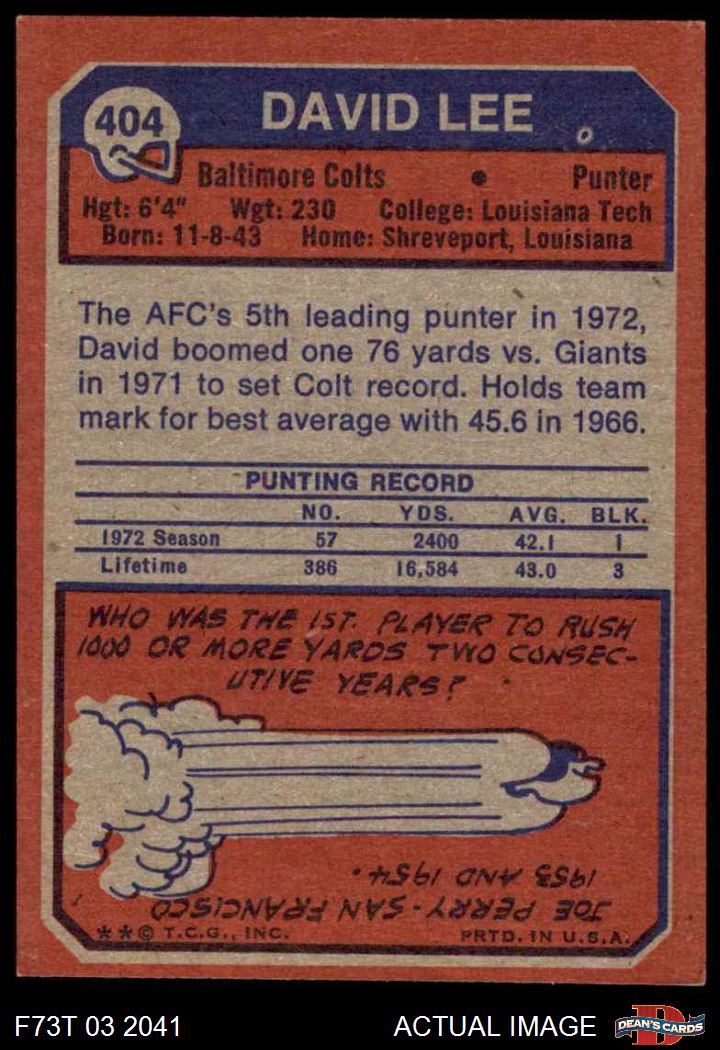 404
DAVID LEE
Baltimore Colts • Punter
Hgt: 6'4" Wgt: 230 College: Louisiana Tech
Born: 11-8-43 Home: Shreveport, Louisiana
The AFC's 5th leading punter in 1972,
David boomed one 76 yards vs. Giants
in 1971 to set Colt record. Holds team
mark for best average with 45.6 in 1966.
PUNTING RECORD
NO. YDS. AVG. BLK.
1972 Season 57 2400 42.1 1
Lifetime 386 16,584 43.0 3
WHO WAS THE 1ST. PLAYER TO RUSH
1000 OR MORE YARDS TWO CONSEC-
UTIVE YEARS?
JOE PERRY-SAN FRANCISCO
1953 AND 1954.
**© T.C.G., INC. PRTD. IN U.S.A.
F73T 03 2041 ACTUAL IMAGE
D
DEAN'S CARDS